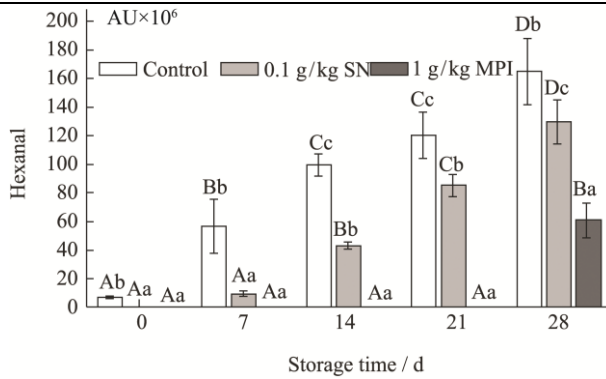 AU×10⁶
200
180
160
140
120
100
80
60
40
20
0
Hexanal
Control 0.1 g/kg SN 1 g/kg MPI
Ab Aa Aa
Bb Aa Aa
Cc Bb Aa
Cc Cb Aa
Db Dc Ba
0 7 14 21 28
Storage time / d